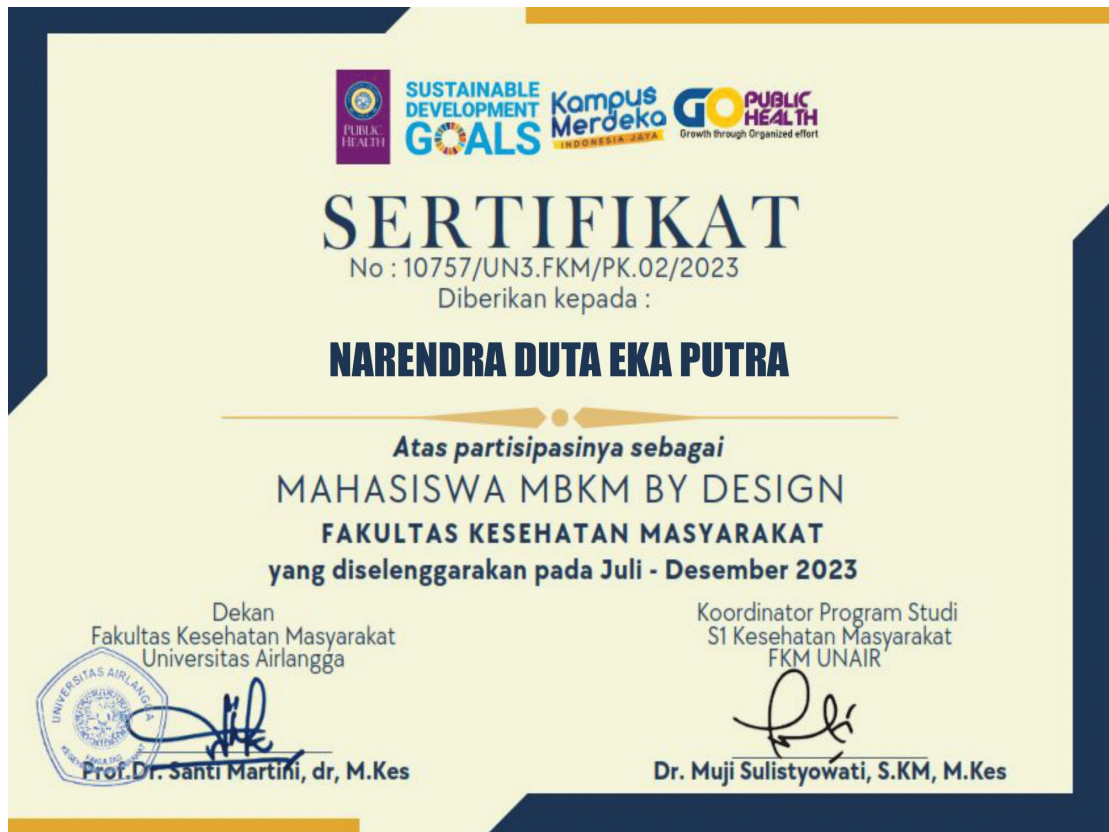 PUBLIC
HEALTH
SUSTAINABLE
DEVELOPMENT
GOALS
Kampus
Merdeka
INDONESIA JAYA
GO PUBLIC
HEALTH
Growth through Organized effort
SERTIFIKAT
No : 10757/UN3.FKM/PK.02/2023
Diberikan kepada :
NARENDRA DUTA EKA PUTRA
Atas partisipasinya sebagai
MAHASISWA MBKM BY DESIGN
FAKULTAS KESEHATAN MASYARAKAT
yang diselenggarakan pada Juli - Desember 2023
Dekan
Fakultas Kesehatan Masyarakat
Universitas Airlangga
UNIVERSITAS AIRLANGGA
FAKULTAS
Prof.Dr. Santi Martini, dr, M.Kes
Koordinator Program Studi
S1 Kesehatan Masyarakat
FKM UNAIR
Dr. Muji Sulistyowati, S.KM, M.Kes